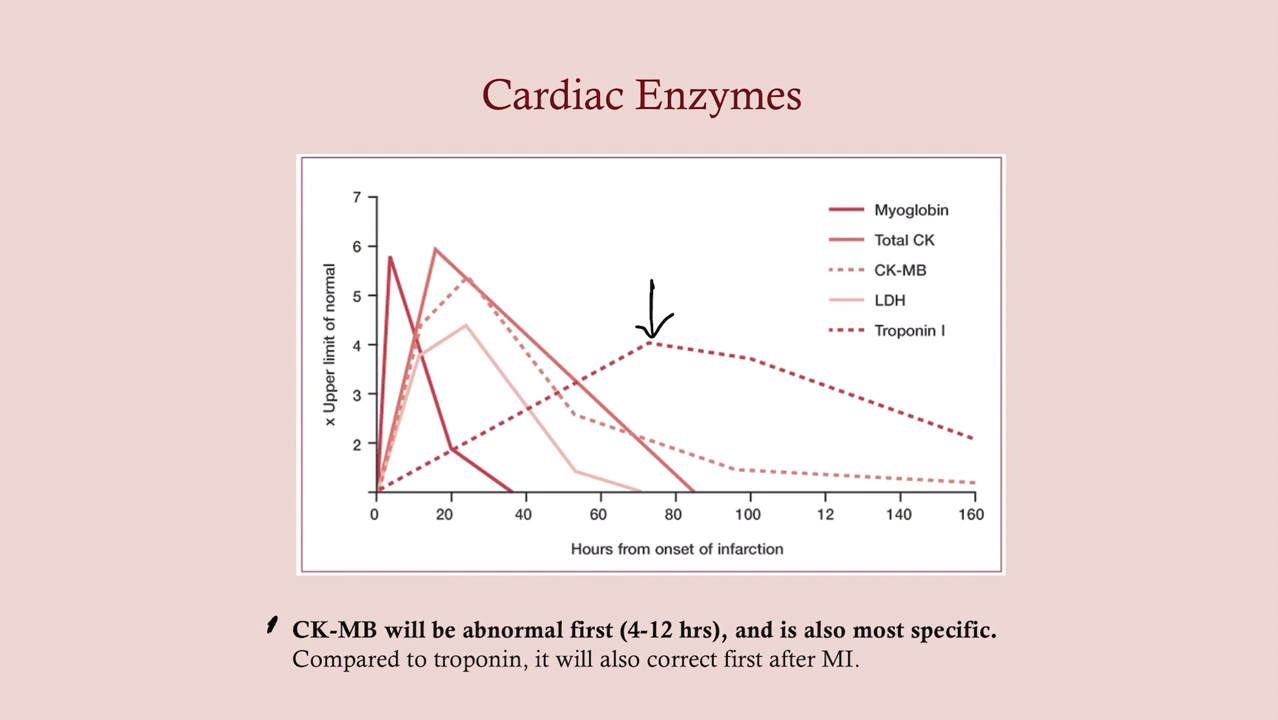 Cardiac Enzymes
7
6
5
4
3
2
x Upper limit of normal
Myoglobin
Total CK
CK-MB
LDH
Troponin I
0 20 40 60 80 100 12 140 160
Hours from onset of infarction
CK-MB will be abnormal first (4-12 hrs), and is also most specific.
Compared to troponin, it will also correct first after MI.